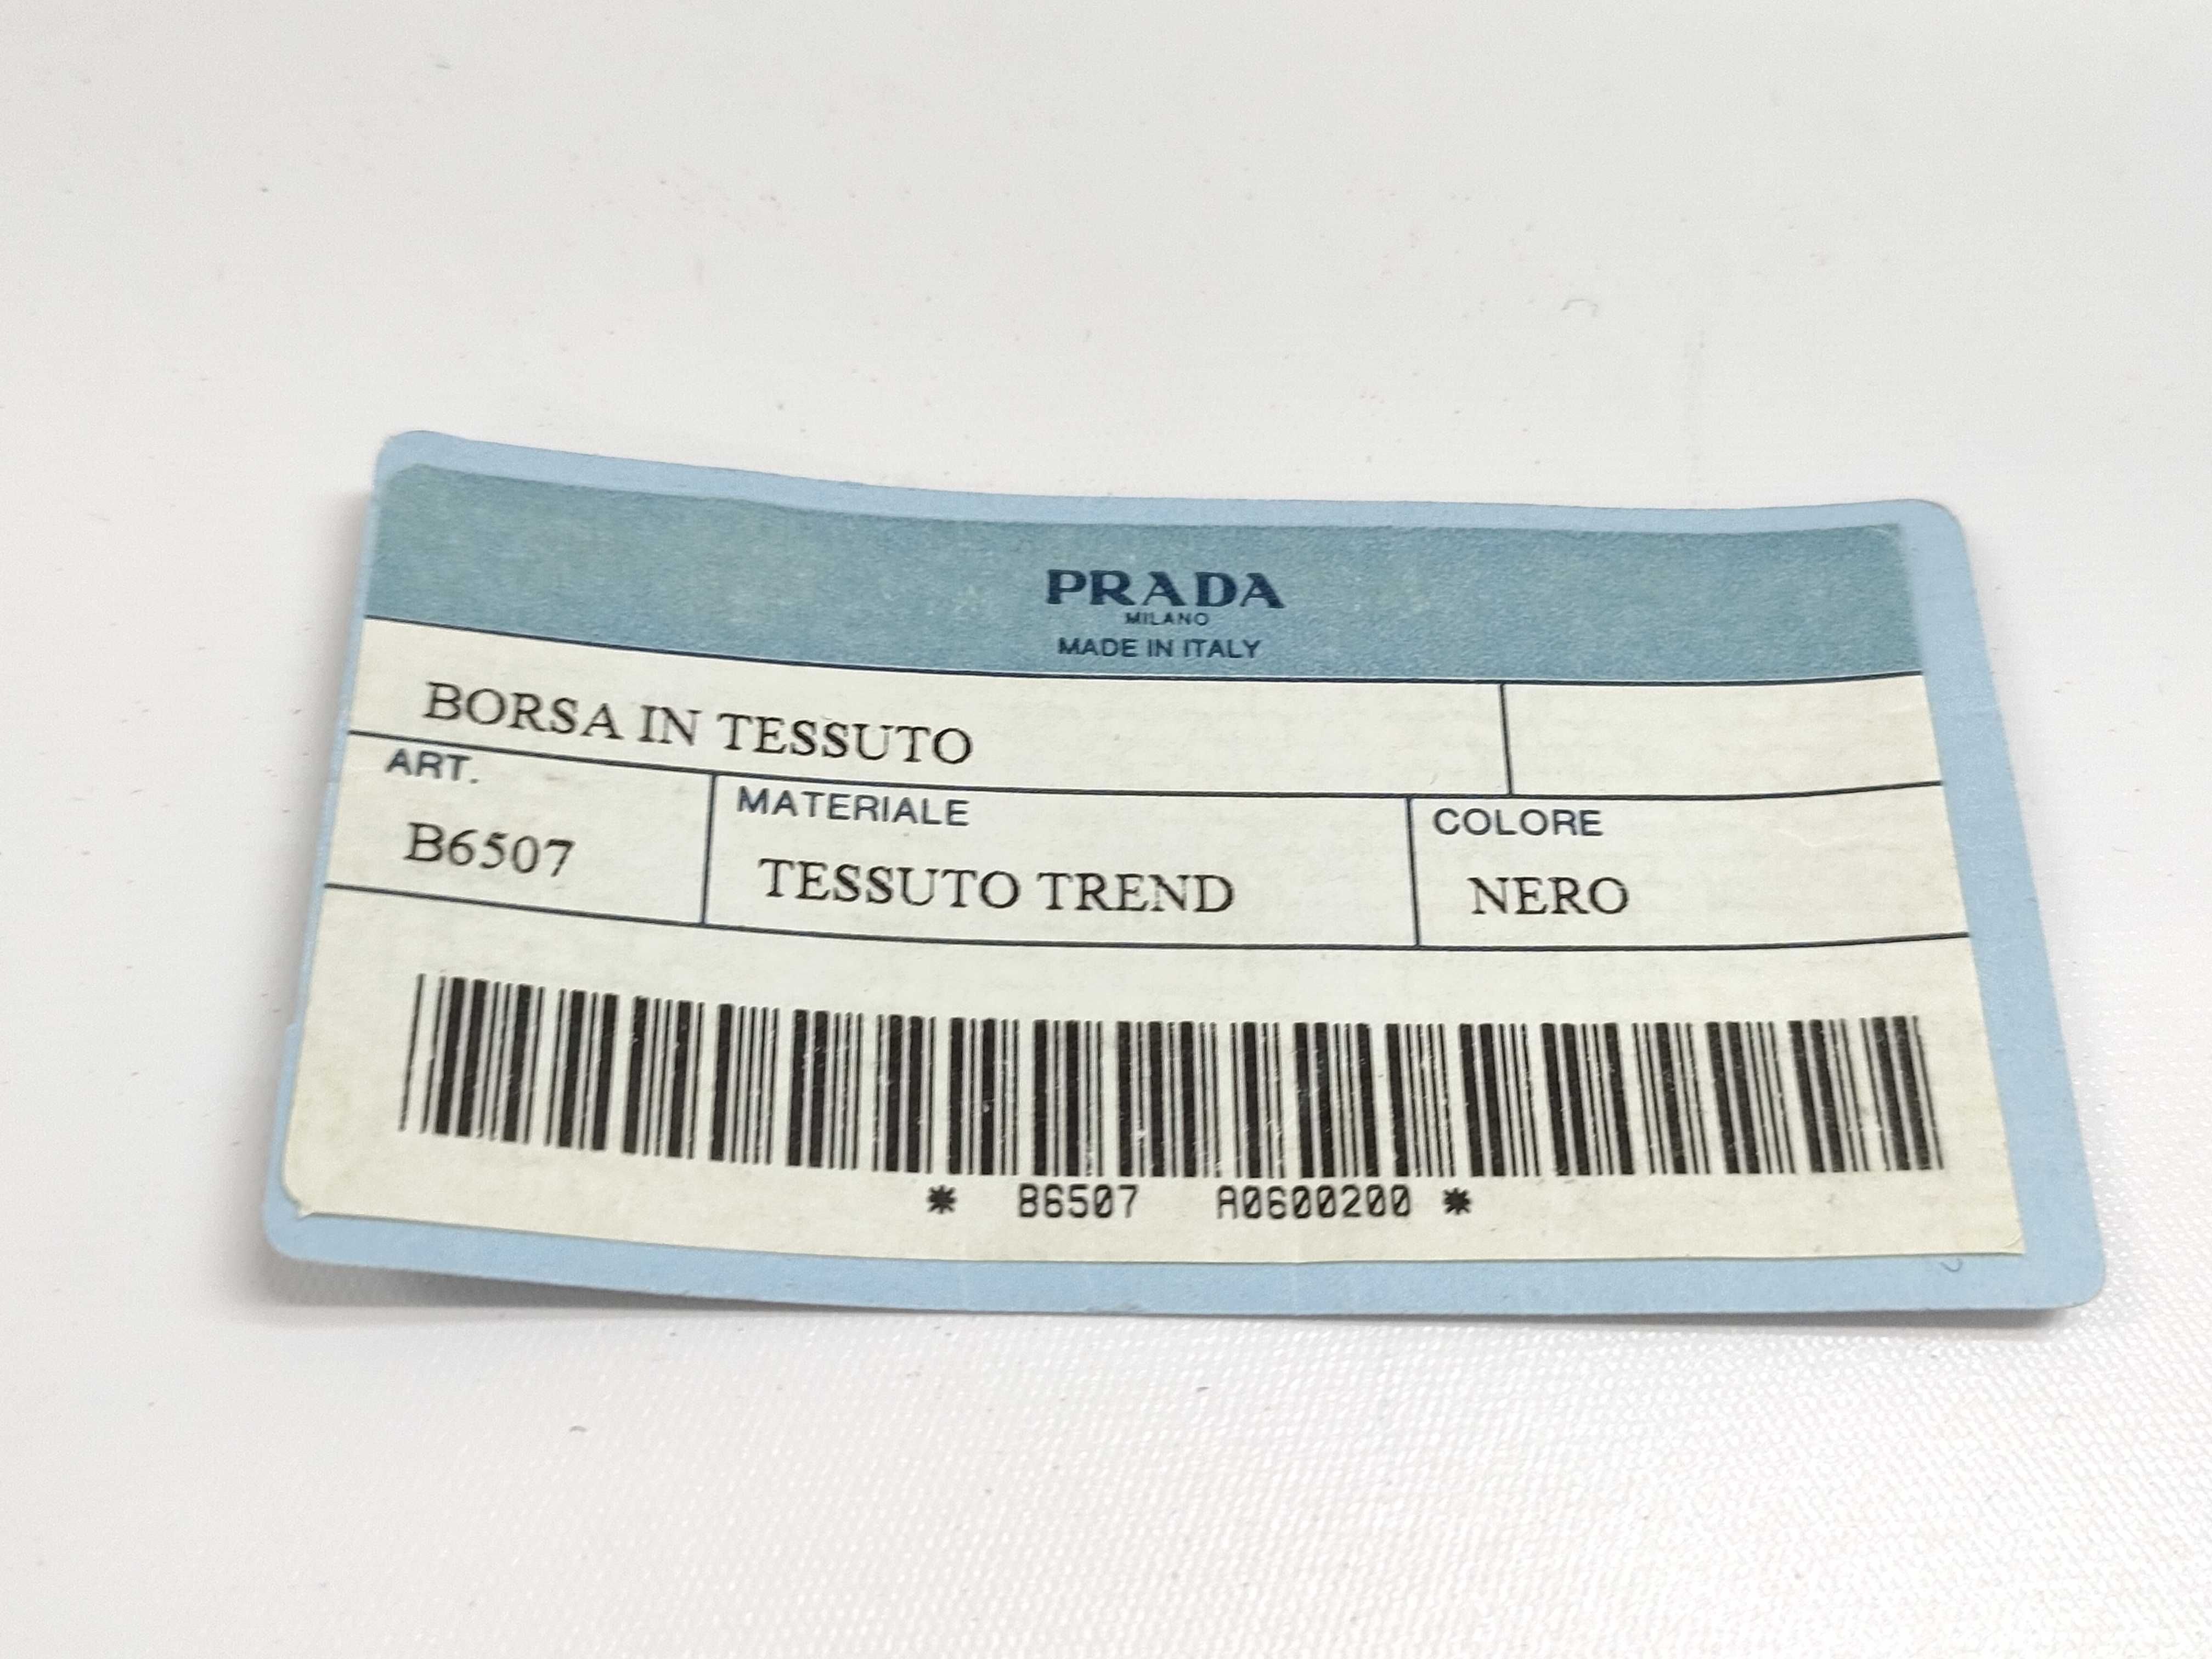 PRADA
MILANO
MADE IN ITALY
BORSA IN TESSUTO
ART.
B6507
MATERIALE
TESSUTO TREND
COLORE
NERO
* B6507 A0600200 *